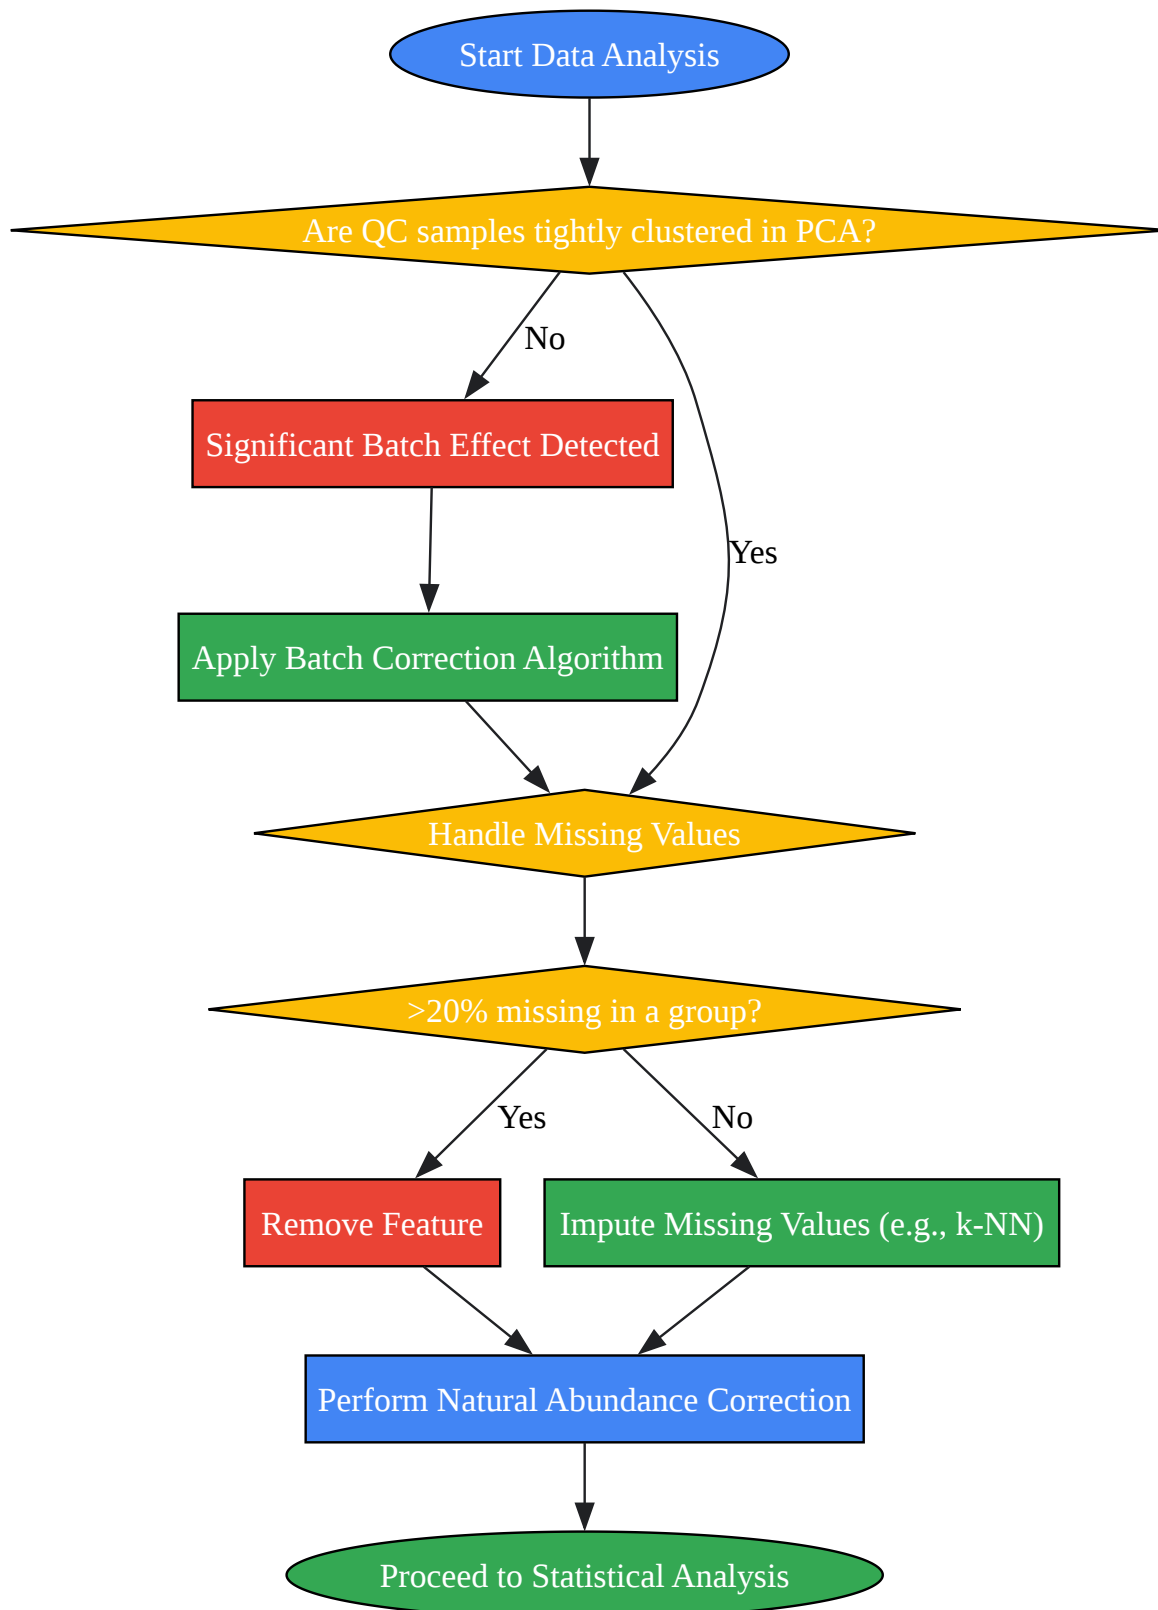 Start Data Analysis
Are QC samples tightly clustered in PCA?
No
Significant Batch Effect Detected
Yes
Apply Batch Correction Algorithm
Handle Missing Values
>20% missing in a group?
Yes
No
Remove Feature
Impute Missing Values (e.g., k-NN)
Perform Natural Abundance Correction
Proceed to Statistical Analysis